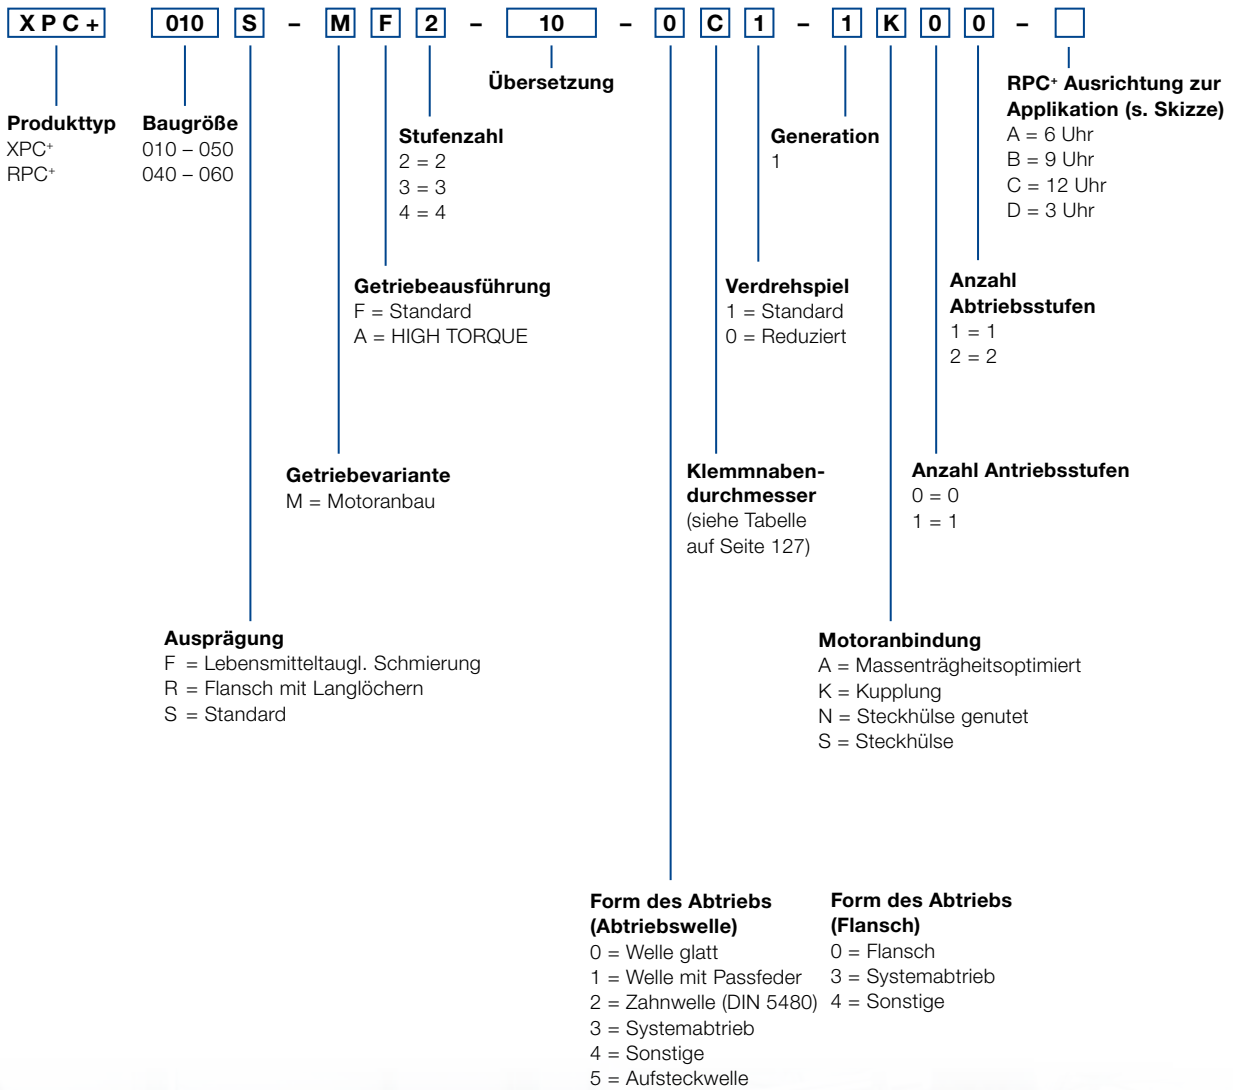 X P C + 010 S – M F 2 – 10 – 0 C 1 – 1 K 0 0 –
Produkttyp
XPC+
RPC+
Baugröße
010 – 050
040 – 060
Übersetzung
Stufenzahl
2 = 2
3 = 3
4 = 4
Generation
1
RPC+ Ausrichtung zur
Applikation (s. Skizze)
A = 6 Uhr
B = 9 Uhr
C = 12 Uhr
D = 3 Uhr
Getriebeausführung
F = Standard
A = HIGH TORQUE
Verdrehspiel
1 = Standard
0 = Reduziert
Anzahl
Abtriebsstufen
1 = 1
2 = 2
Getriebevariante
M = Motoranbau
Klemmnaben-
durchmesser
(siehe Tabelle
auf Seite 127)
Anzahl Antriebsstufen
0 = 0
1 = 1
Ausprägung
F = Lebensmitteltaugl. Schmierung
R = Flansch mit Langlöchern
S = Standard
Motoranbindung
A = Massenträgheitsoptimiert
K = Kupplung
N = Steckhülse genutet
S = Steckhülse
Form des Abtriebs
(Abtriebswelle)
0 = Welle glatt
1 = Welle mit Passfeder
2 = Zahnwelle (DIN 5480)
3 = Systemabtrieb
4 = Sonstige
5 = Aufsteckwelle
Form des Abtriebs
(Flansch)
0 = Flansch
3 = Systemabtrieb
4 = Sonstige